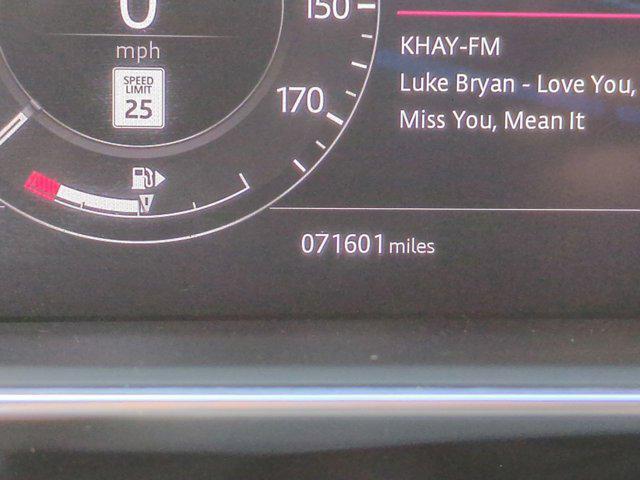 0
mph
SPEED
LIMIT
25
150
170
KHAY-FM
Luke Bryan - Love You,
Miss You, Mean It
071601 miles